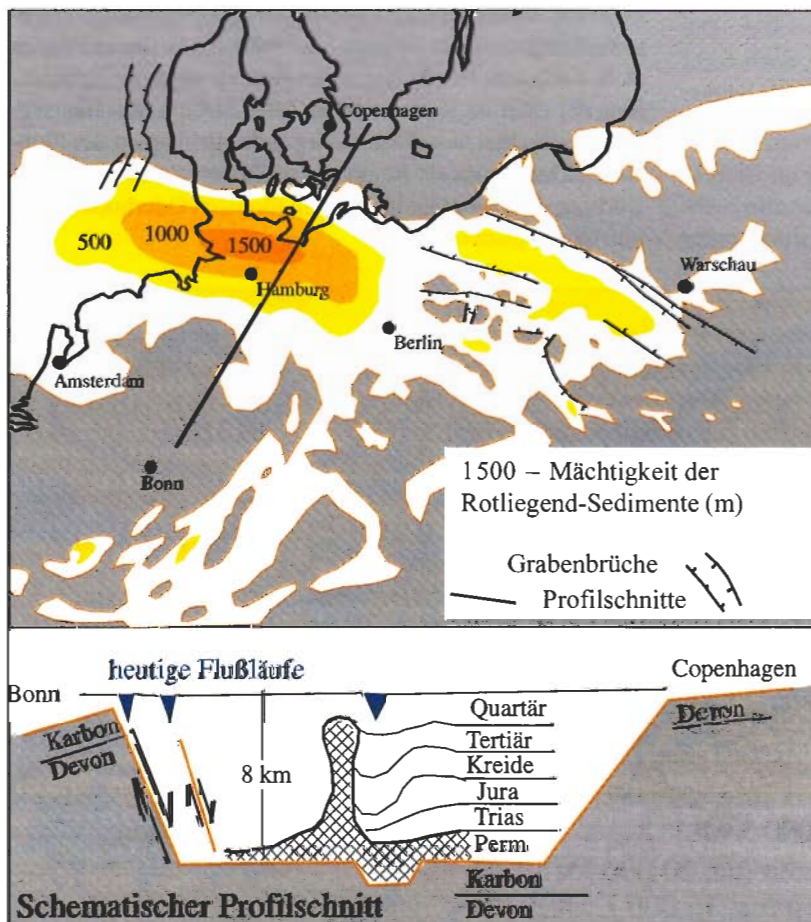 Copenhagen
500
1000
1500
Hamburg
Warschau
Berlin
Amsterdam
Bonn
1500 – Mächtigkeit der
Rotliegend-Sedimente (m)
Grabenbrüche
Profilschnitte
heutige Flußläufe
Bonn
Copenhagen
Quartär
Devon
Karbon
Devon
Tertiär
8 km
Kreide
Jura
Trias
Perm
Karbon
Devon
Schematischer Profilschnitt